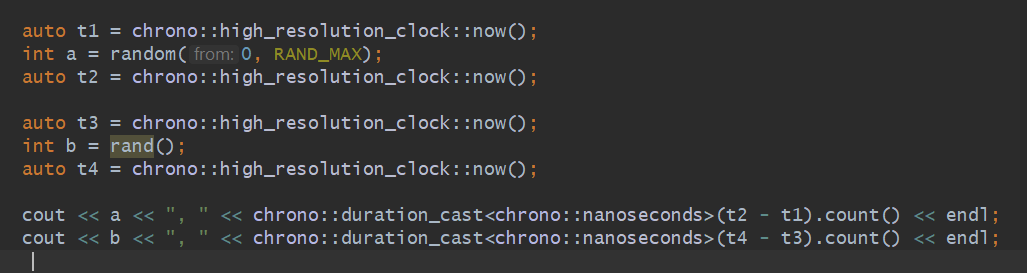 auto t1 = chrono::high_resolution_clock::now();
int a = random(from: 0, RAND_MAX);
auto t2 = chrono::high_resolution_clock::now();
auto t3 = chrono::high_resolution_clock::now();
int b = rand();
auto t4 = chrono::high_resolution_clock::now();
cout << a << ", " << chrono::duration_cast<chrono::nanoseconds>(t2 - t1).count() << endl;
cout << b << ", " << chrono::duration_cast<chrono::nanoseconds>(t4 - t3).count() << endl;